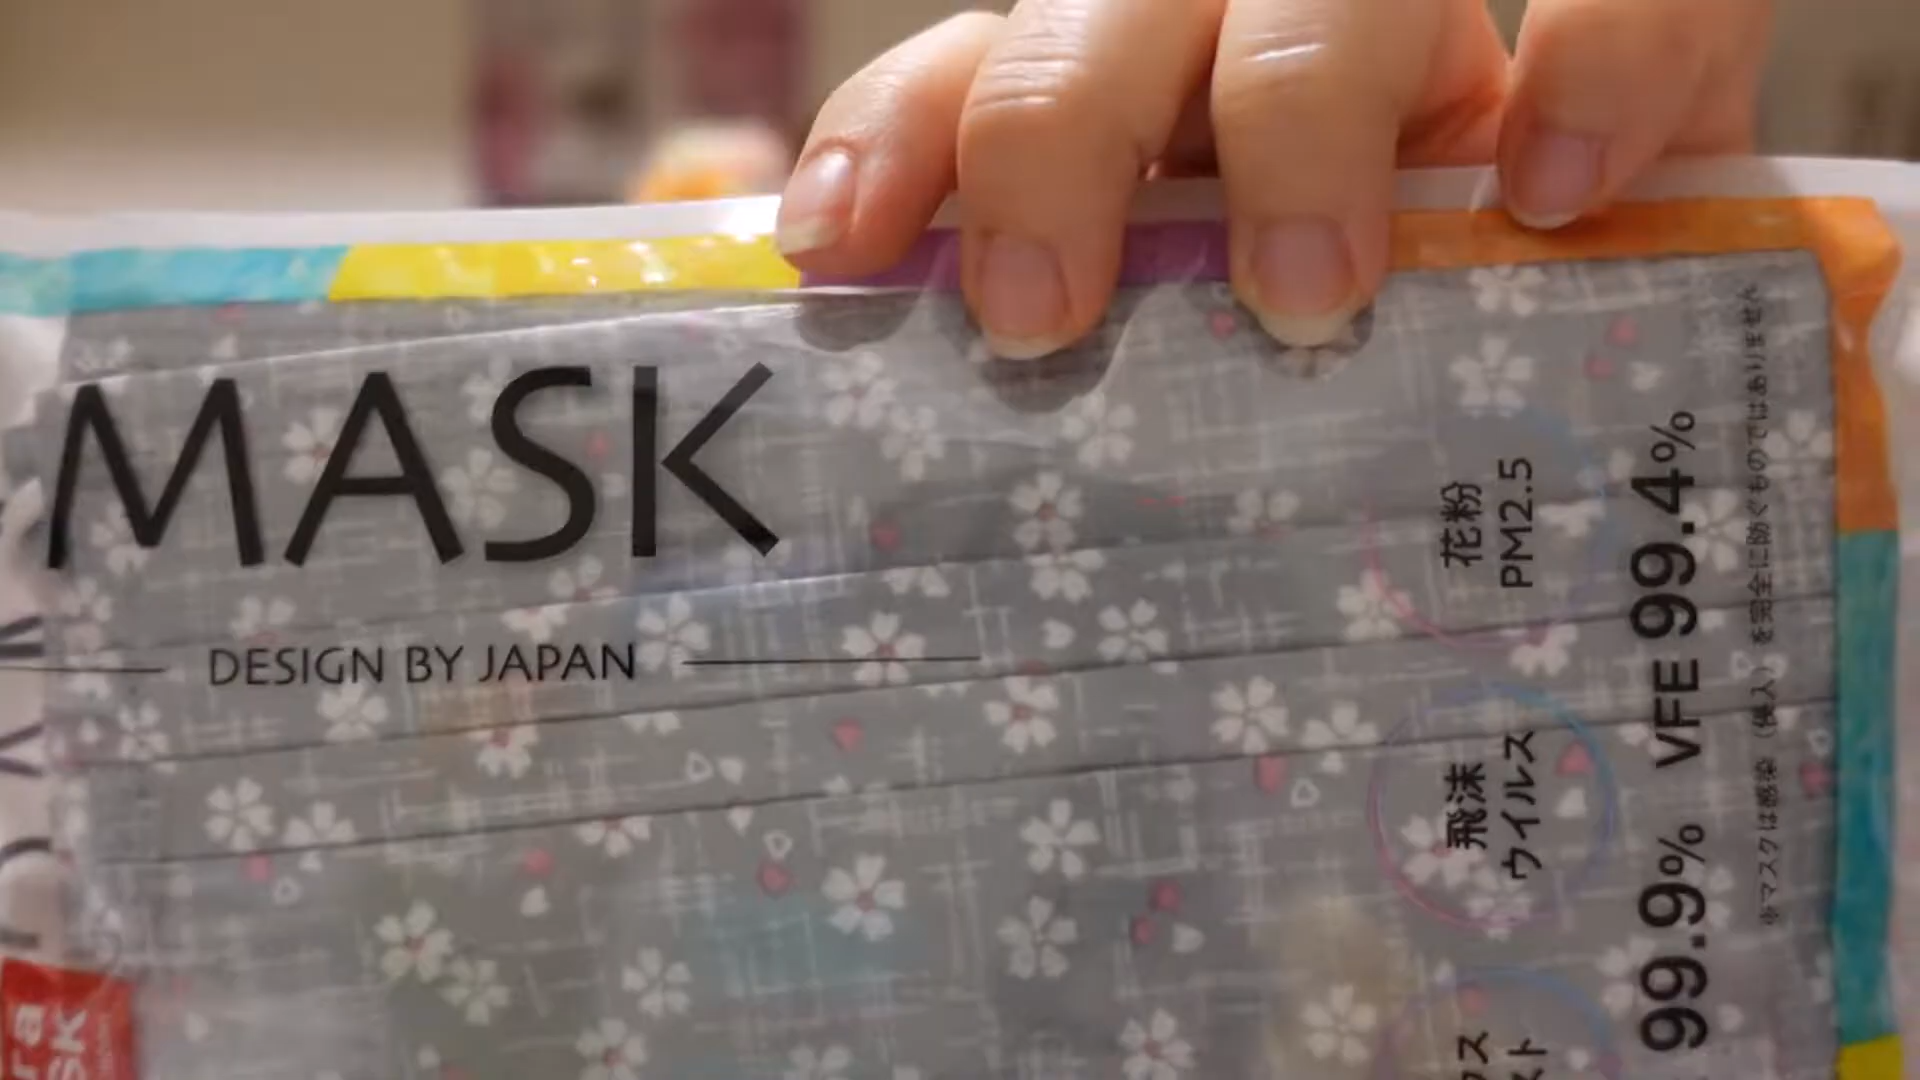 MASK
DESIGN BY JAPAN
花粉
PM2.5
飛沫
ウイルス
99.9% VFE 99.4%
※マスクは感染(侵入)を完全に防ぐものではありません